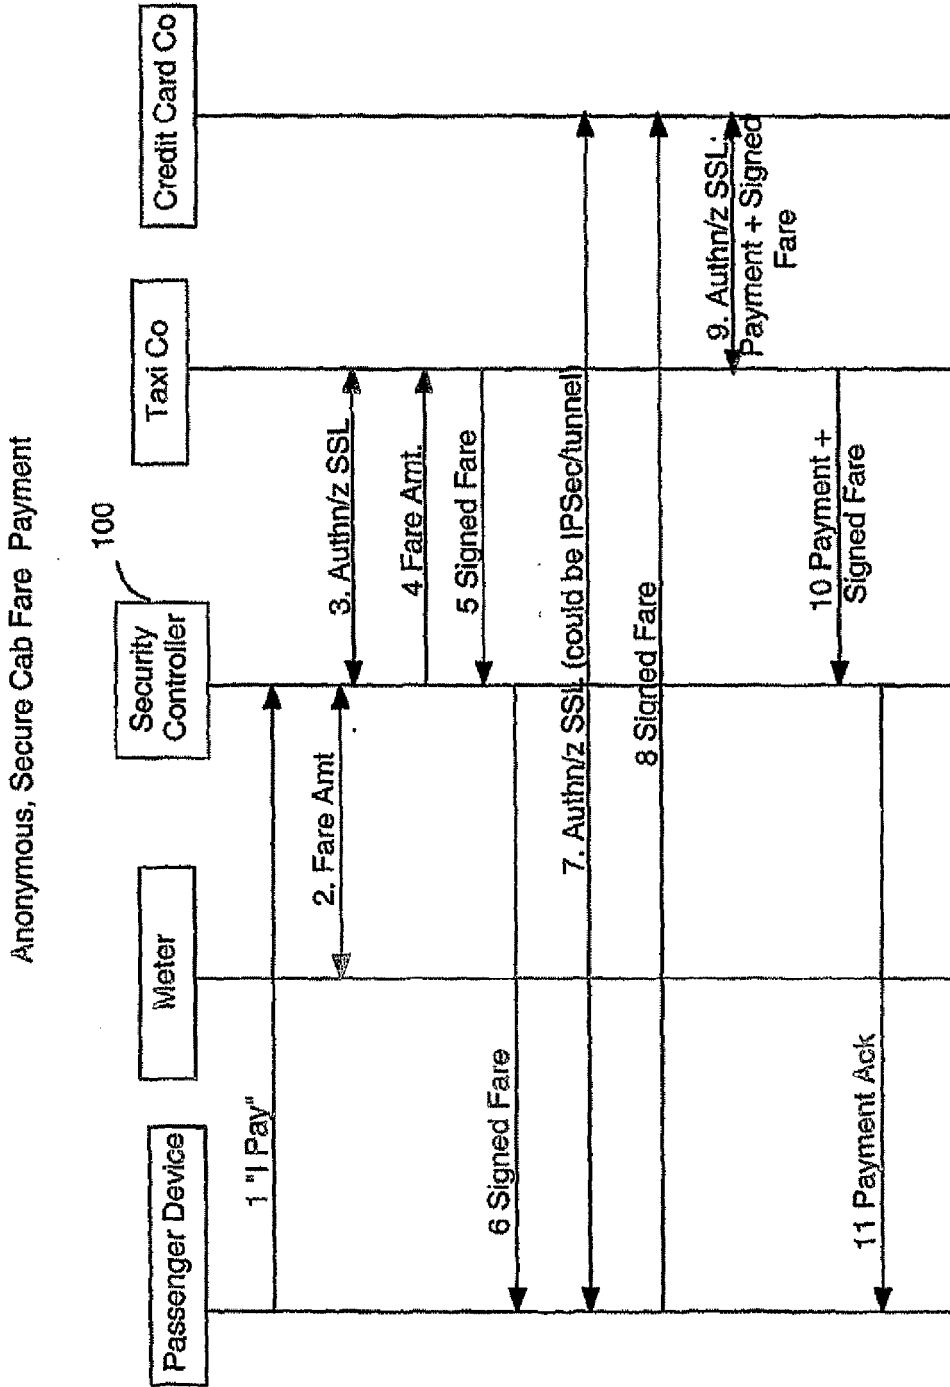 Anonymous, Secure Cab Fare Payment
100
Passenger Device
Meter
Security
Controller
Taxi Co
Credit Card Co
1 "I Pay"
2. Fare Amt
3. Authn/z SSL
4 Fare Amt.
5 Signed Fare
6 Signed Fare
7. Authn/z SSL (could be IPSec/tunnel)
8 Signed Fare
9. Authn/z SSL:
Payment + Signed
Fare
10 Payment +
Signed Fare
11 Payment Ack